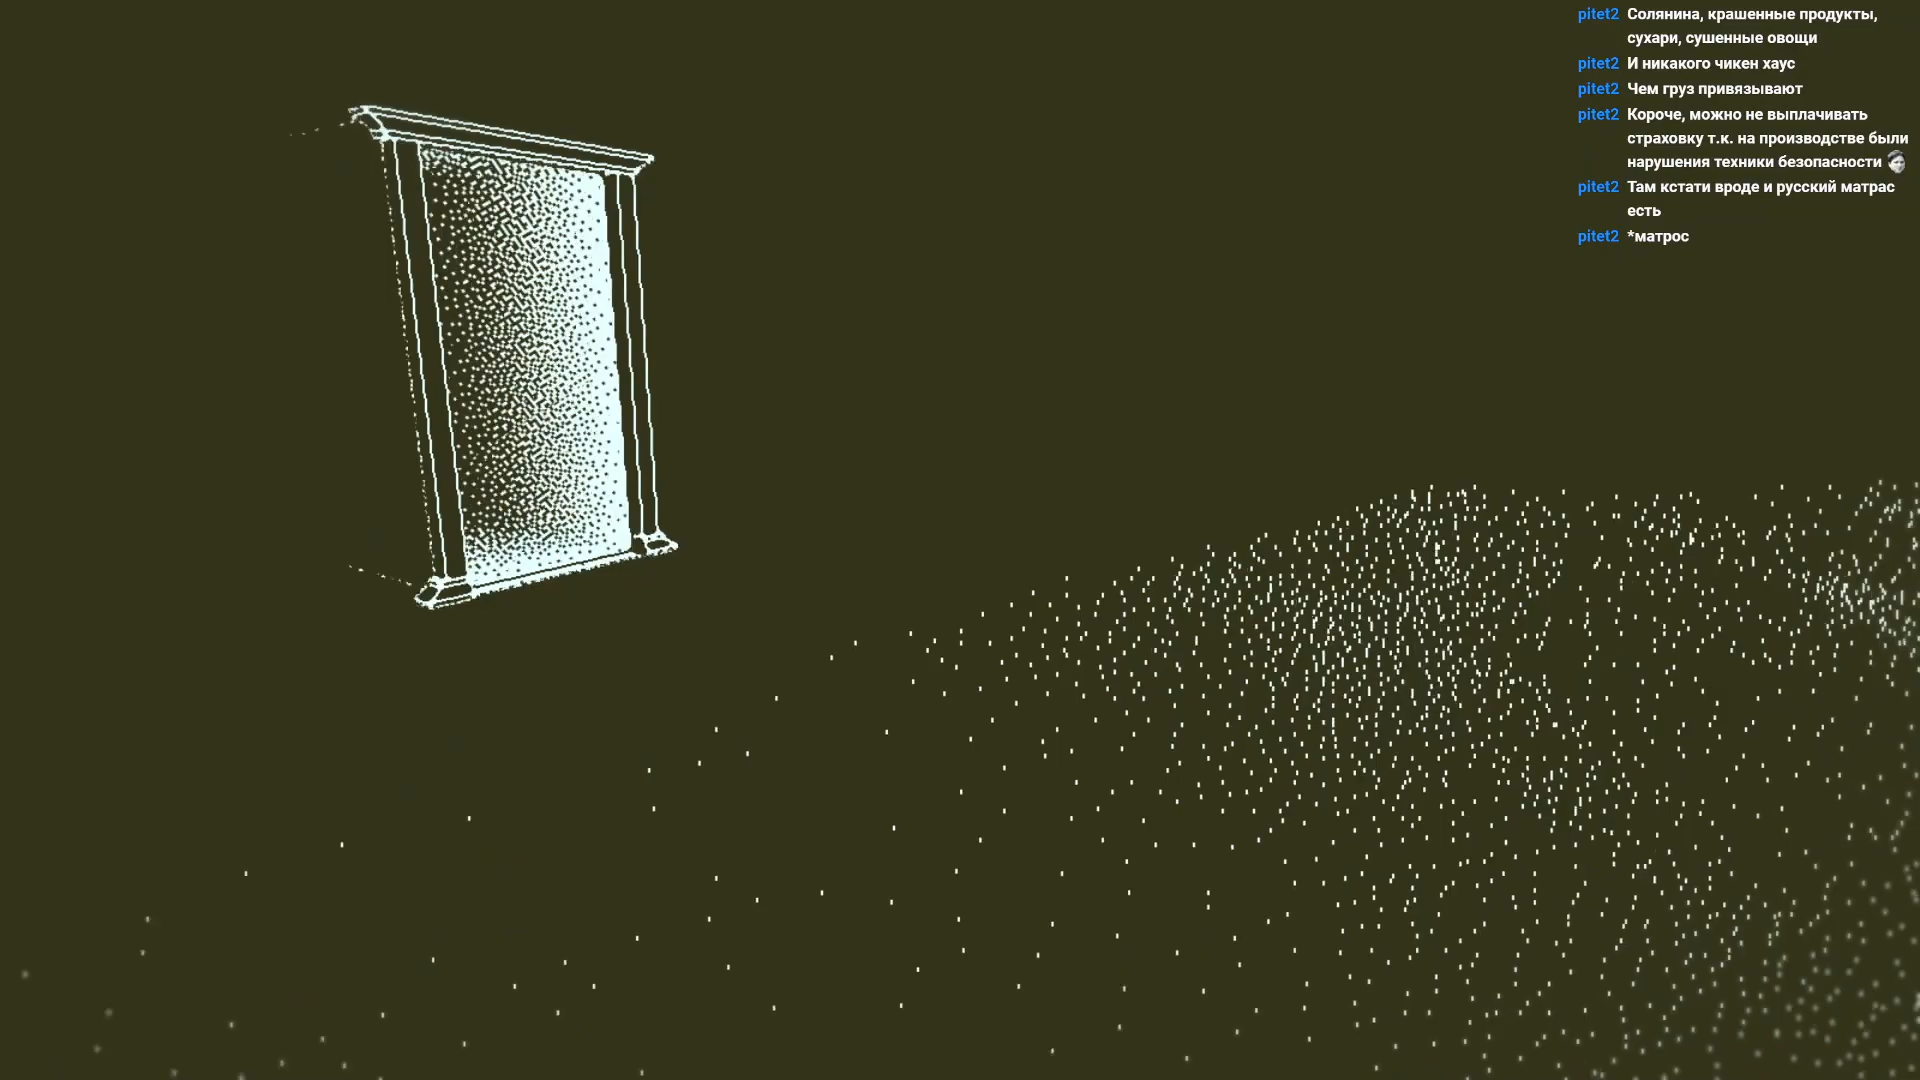 pitet2 Солянина, крашенные продукты,
сухари, сушенные овощи
pitet2 И никакого чикен хаус
pitet2 Чем груз привязывают
pitet2 Короче, можно не выплачивать
страховку т.к. на производстве были
нарушения техники безопасности
pitet2 Там кстати вроде и русский матрас
есть
pitet2 *матрос